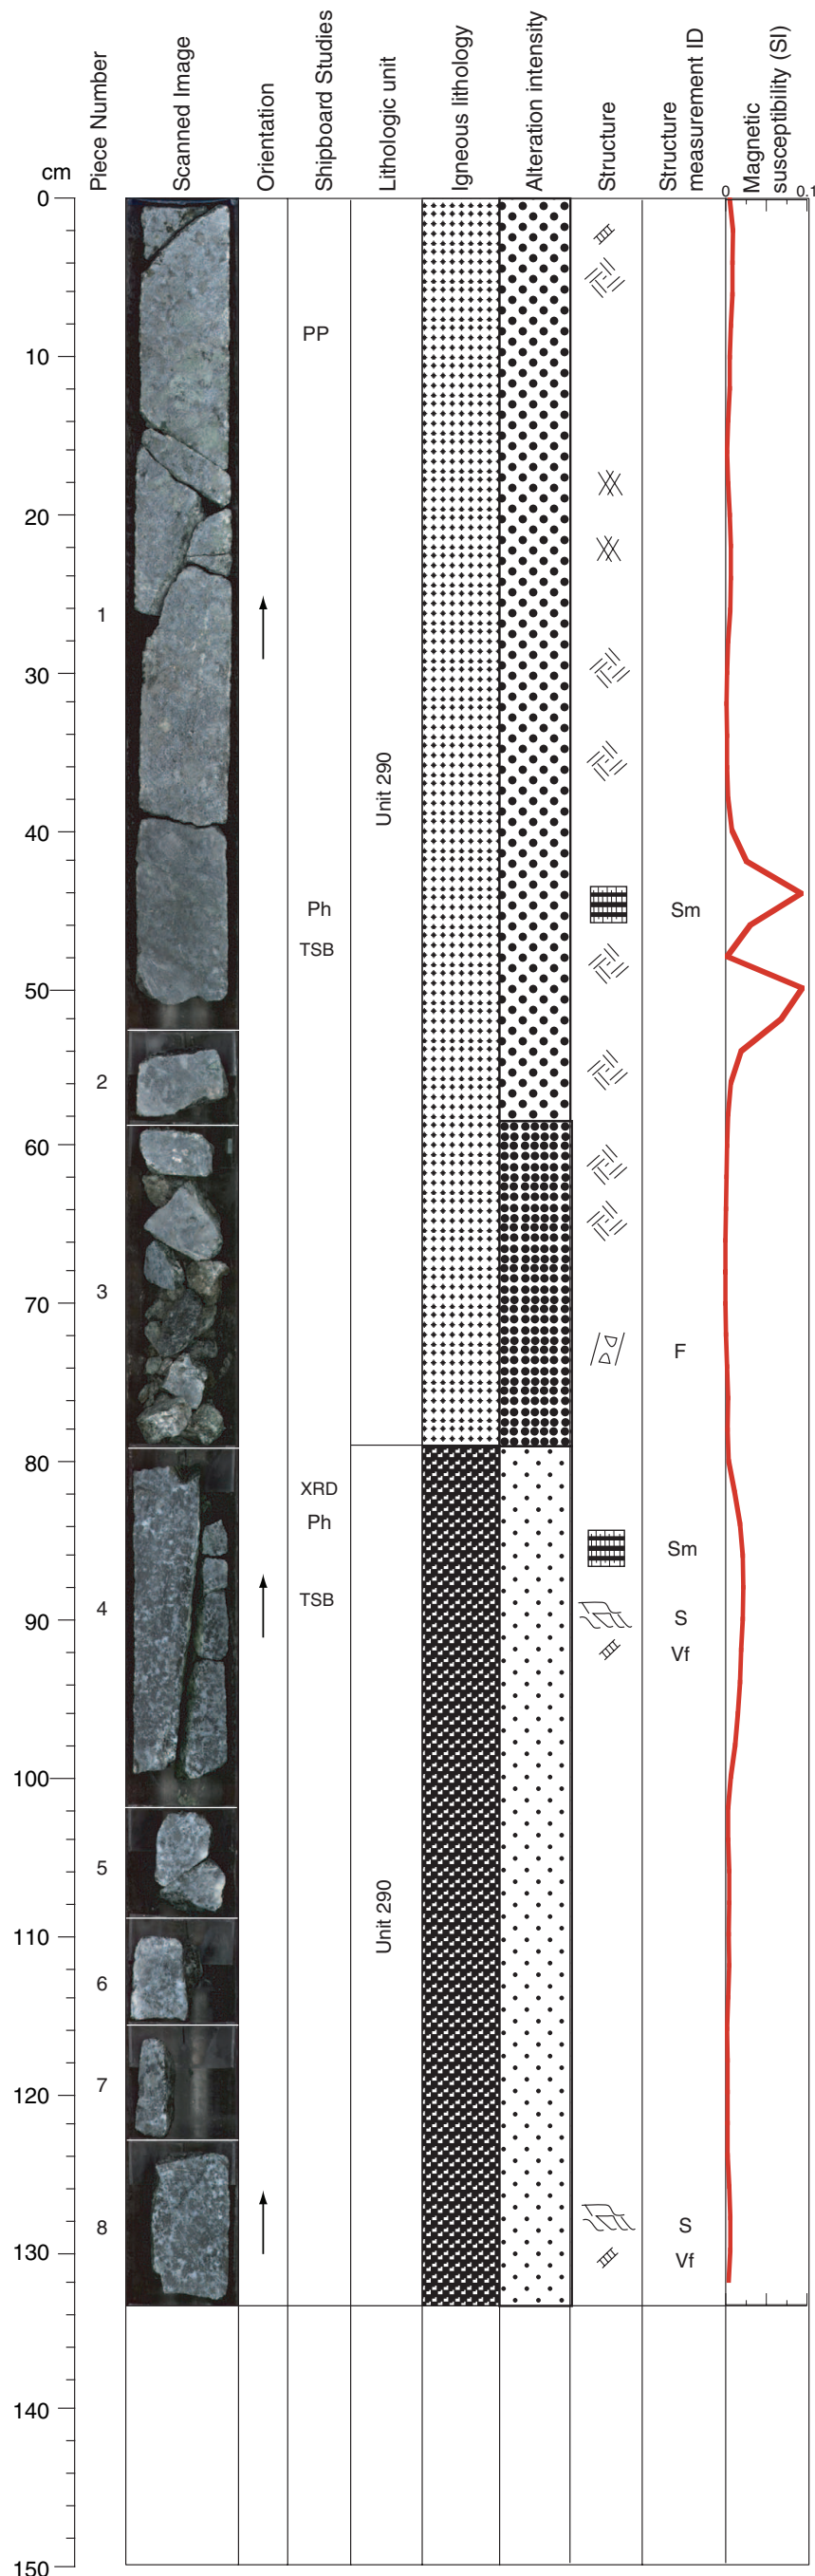 cm
Piece Number
Scanned Image
Orientation
Shipboard Studies
Lithologic unit
Igneous lithology
Alteration intensity
Structure
Structure
measurement ID
Magnetic
susceptibility (SI)
0 0.1
0
PP
10
20
1
30
Unit 290
40
Ph Sm
TSB
50
2
60
3
70
F
80
XRD
Ph
Sm
4
TSB
90
S
Vf
100
5
Unit 290
110
6
7
120
8
S
130
Vf
140
150